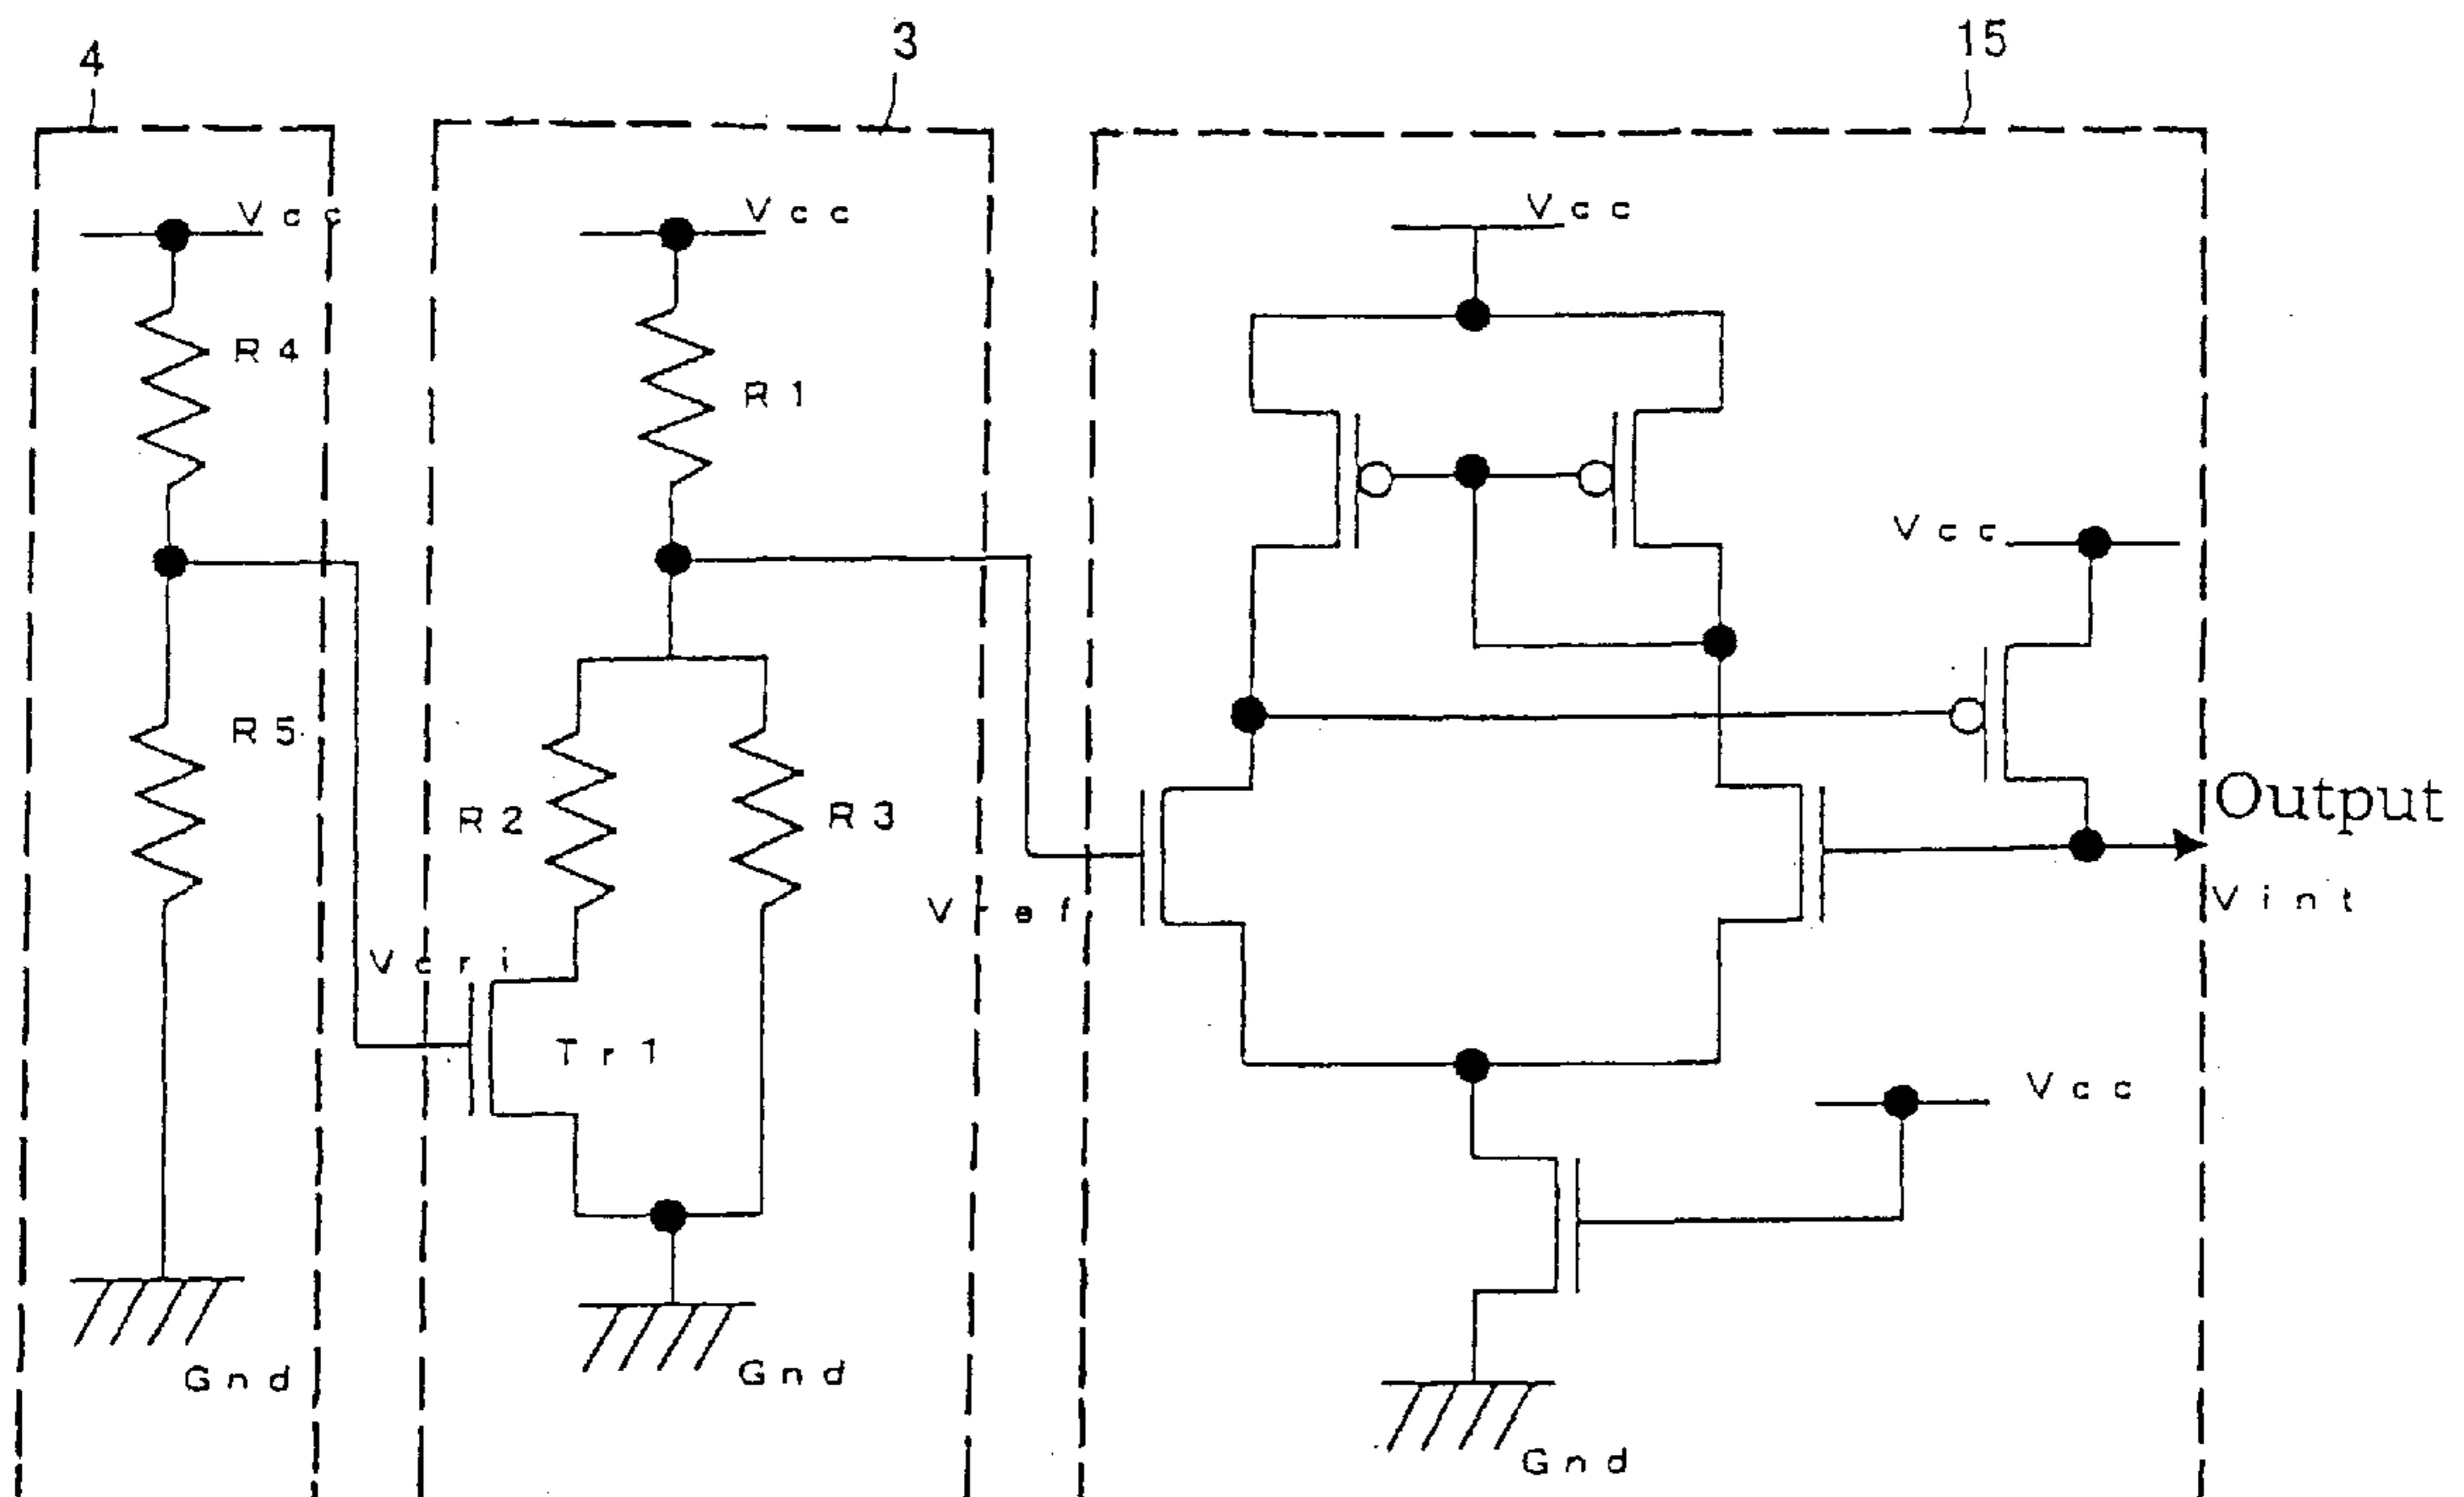 4
3
15
Vcc
Vcc
Vcc
R4
R1
Vcc
R5
R2
R3
Output
Vref
Vint
Vcri
Tr1
Vcc
Gnd
Gnd
Gnd